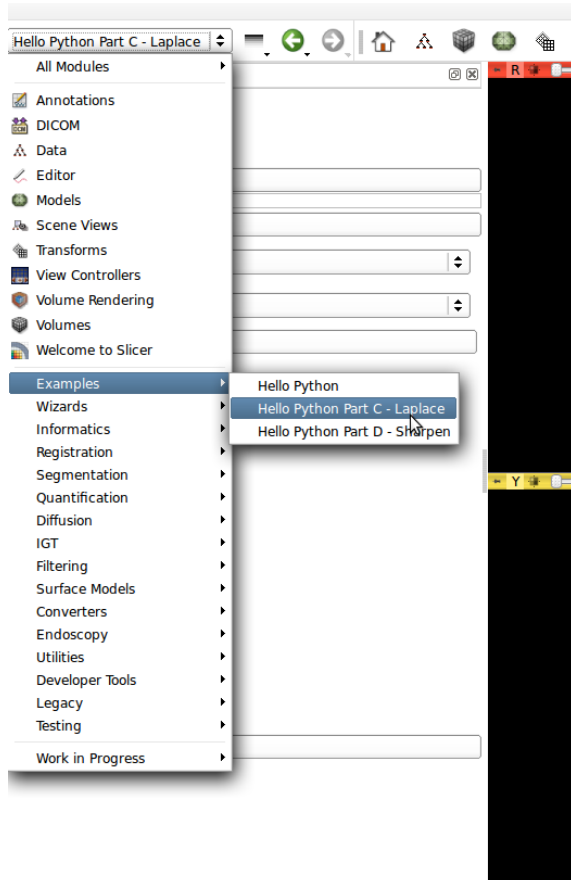 Hello Python Part C - Laplace
All Modules
R
Annotations
DICOM
Data
Editor
Models
Scene Views
Transforms
View Controllers
Volume Rendering
Volumes
Welcome to Slicer
Examples
Hello Python
Wizards
Hello Python Part C - Laplace
Informatics
Hello Python Part D - Sharpen
Registration
Segmentation
Quantification
Y
Diffusion
IGT
Filtering
Surface Models
Converters
Endoscopy
Utilities
Developer Tools
Legacy
Testing
Work in Progress